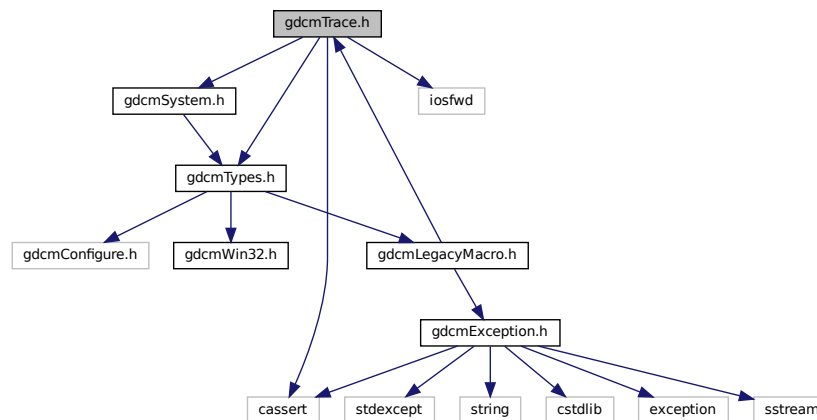 gdcmTrace.h
gdcmSystem.h
iosfwd
gdcmTypes.h
gdcmConfigure.h
gdcmWin32.h
gdcmLegacyMacro.h
gdcmException.h
cassert
stdexcept
string
cstdlib
exception
sstream